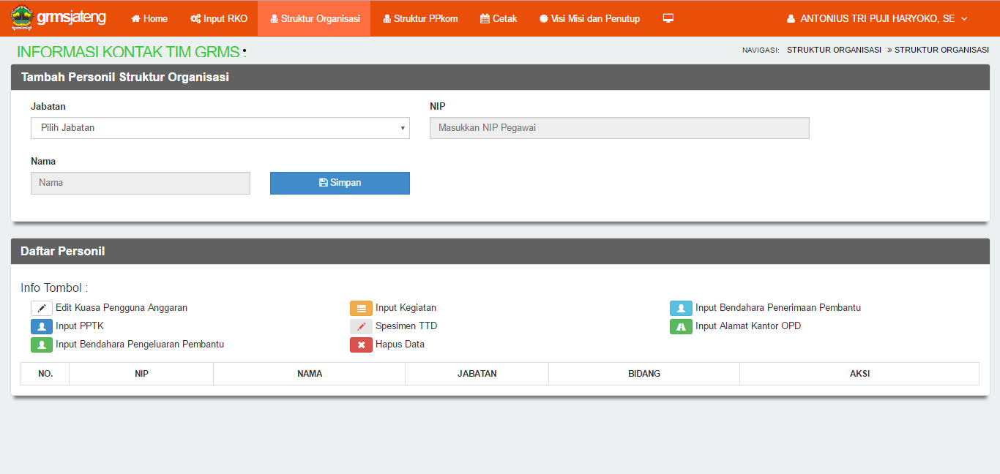 grmsjateng Home Input RKO Struktur Organisasi Struktur PPkom Cetak Visi Misi dan Penutup ANTONIUS TRI PUJI HARYOKO, SE
INFORMASI KONTAK TIM GRMS : NAVIGASI: STRUKTUR ORGANISASI » STRUKTUR ORGANISASI
Tambah Personil Struktur Organisasi
Jabatan NIP
Pilih Jabatan Masukkan NIP Pegawai
Nama
Nama Simpan
Daftar Personil
Info Tombol :
Edit Kuasa Pengguna Anggaran Input Kegiatan Input Bendahara Penerimaan Pembantu
Input PPTK Spesimen TTD Input Alamat Kantor OPD
Input Bendahara Pengeluaran Pembantu Hapus Data
NO. NIP NAMA JABATAN BIDANG AKSI